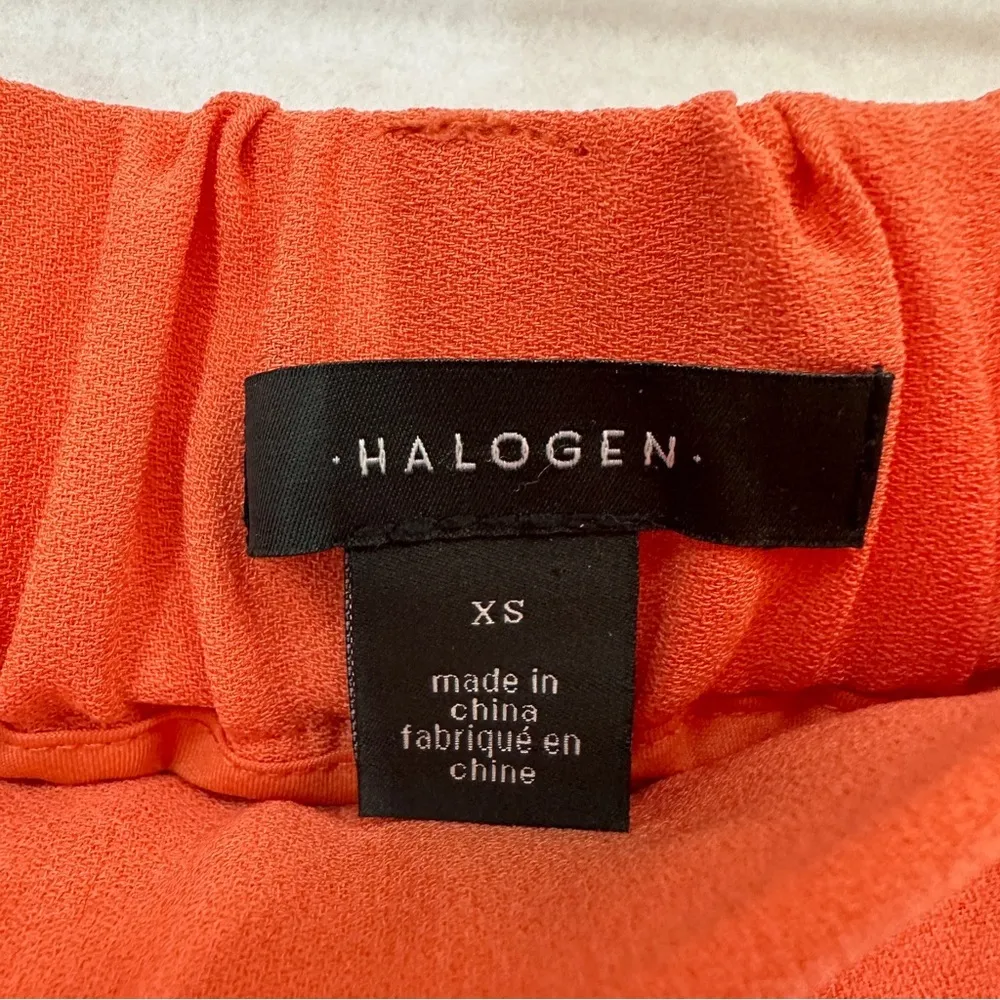 ·HALOGEN·
XS
made in
china
fabriqué en
chine